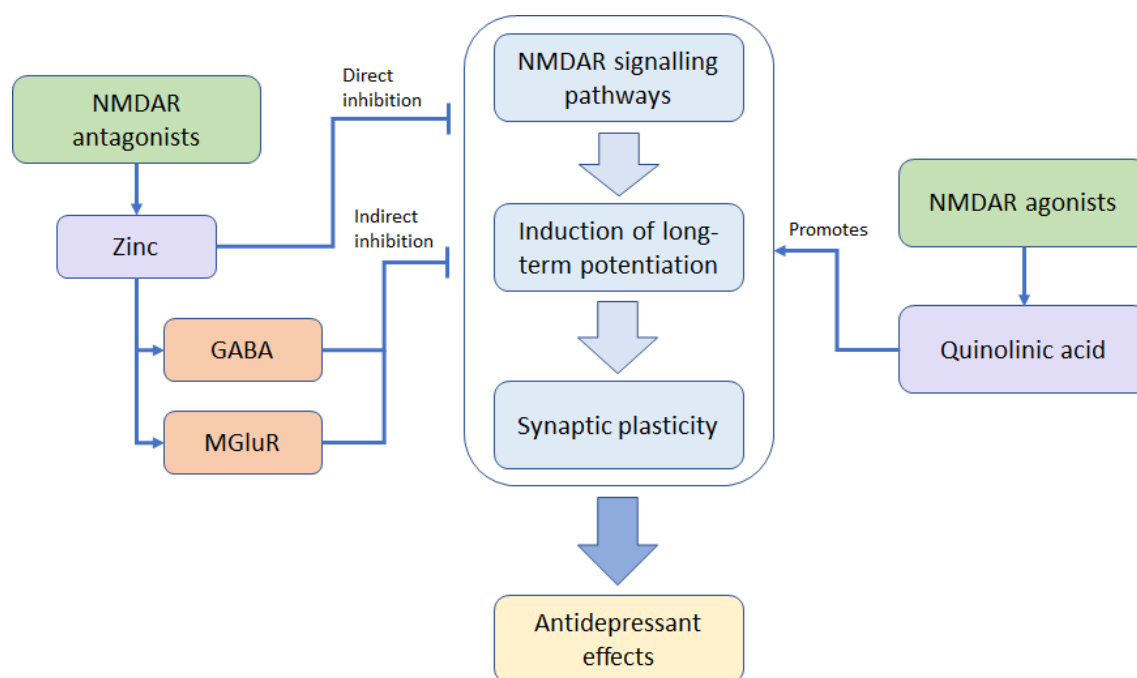 NMDAR
antagonists
Zinc
GABA
MGluR
Direct
inhibition
Indirect
inhibition
NMDAR signalling
pathways
Induction of long-
term potentiation
Synaptic plasticity
Antidepressant
effects
Promotes
NMDAR agonists
Quinolinic acid